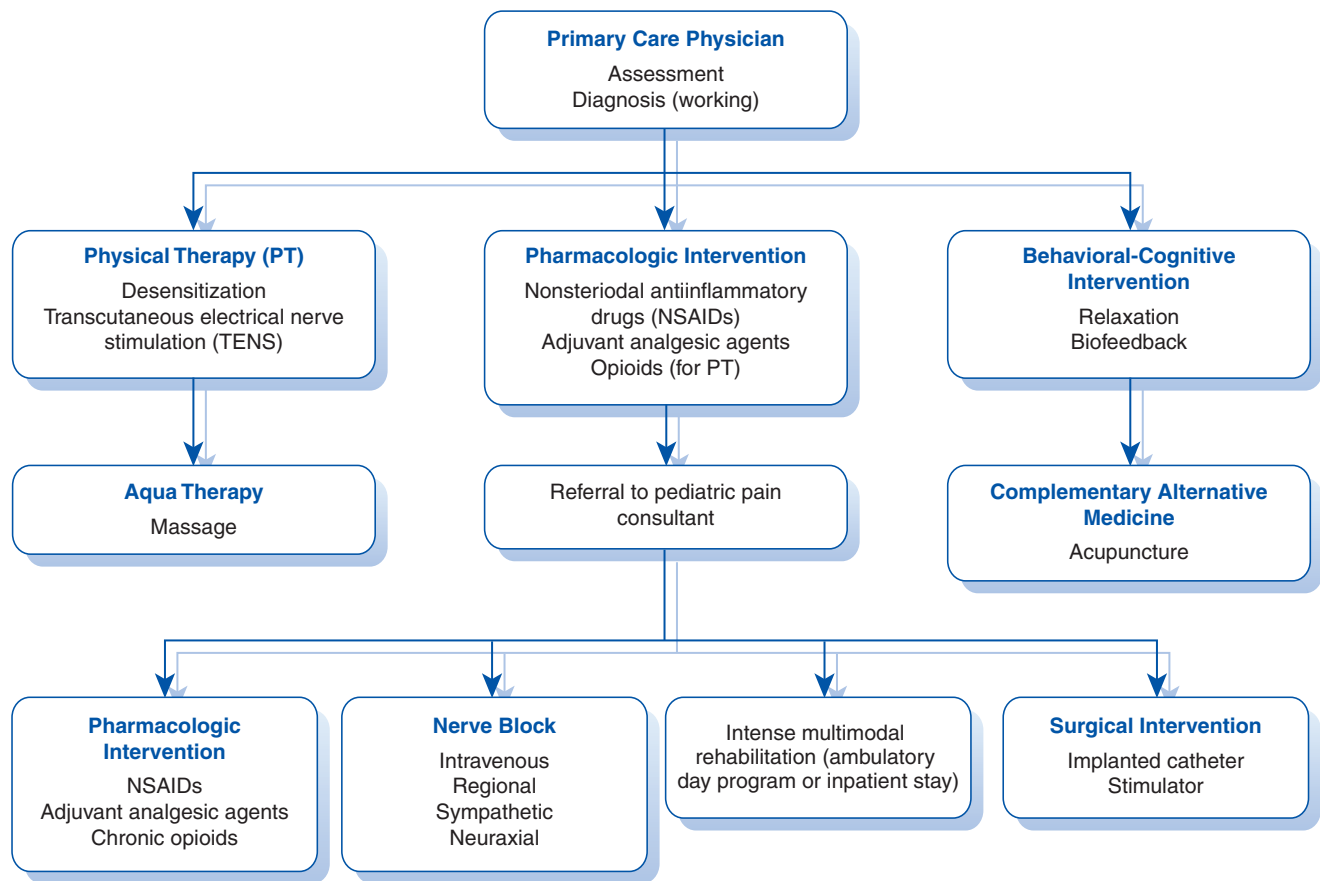 Primary Care Physician
Assessment
Diagnosis (working)
Physical Therapy (PT)
Desensitization
Transcutaneous electrical nerve
stimulation (TENS)
Pharmacologic Intervention
Nonsteriodal antiinflammatory
drugs (NSAIDs)
Adjuvant analgesic agents
Opioids (for PT)
Behavioral-Cognitive
Intervention
Relaxation
Biofeedback
Aqua Therapy
Massage
Referral to pediatric pain
consultant
Complementary Alternative
Medicine
Acupuncture
Pharmacologic
Intervention
NSAIDs
Adjuvant analgesic agents
Chronic opioids
Nerve Block
Intravenous
Regional
Sympathetic
Neuraxial
Intense multimodal
rehabilitation (ambulatory
day program or inpatient stay)
Surgical Intervention
Implanted catheter
Stimulator